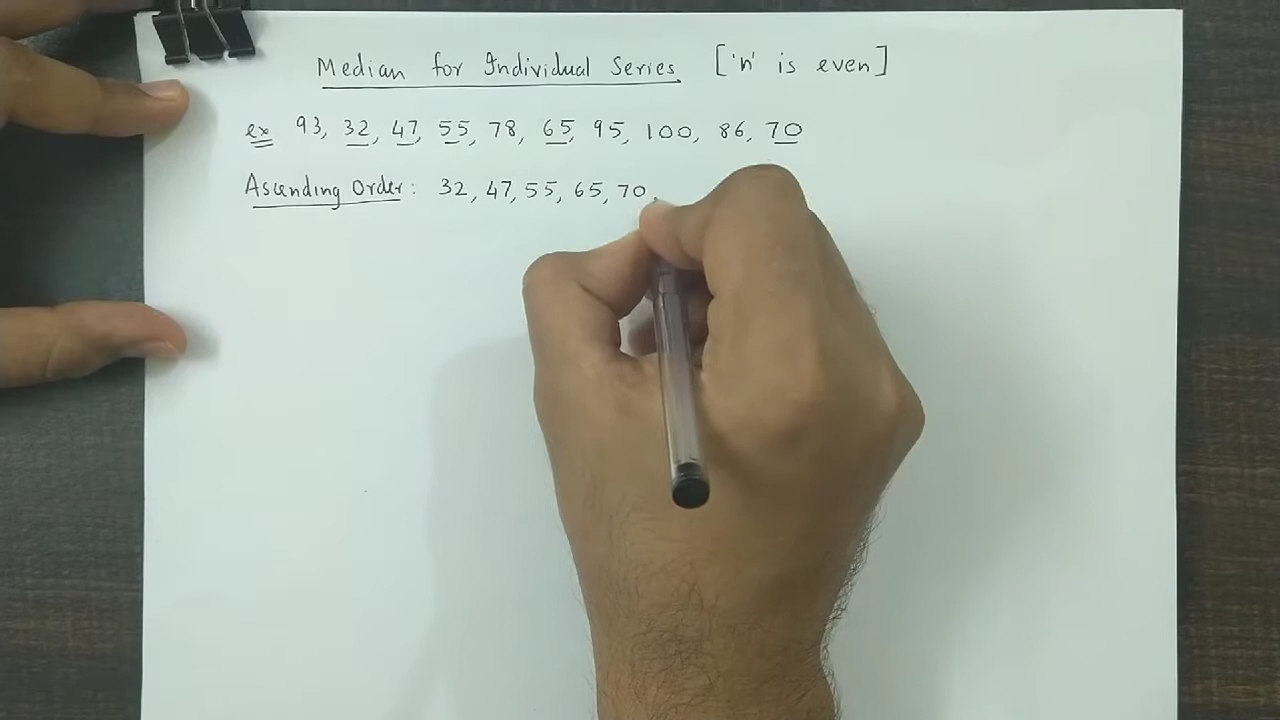 Median for Individual Series ['n' is even]
ex 93, 32, 47, 55, 78, 65, 95, 100, 86, 70
Ascending Order: 32, 47, 55, 65, 70,